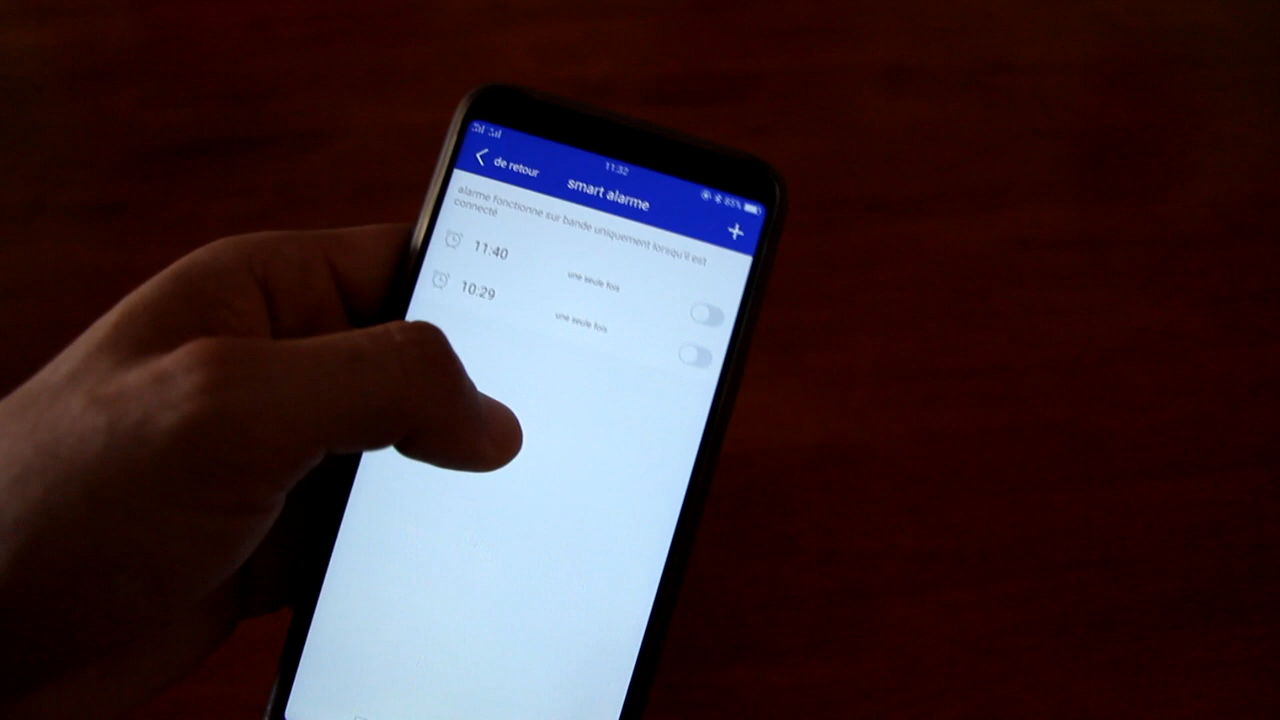 11:32
85%
de retour
smart alarme
+
alarme fonctionne sur bande uniquement lorsqu'il est
connecté
11:40
une seule fois
10:29
une seule fois